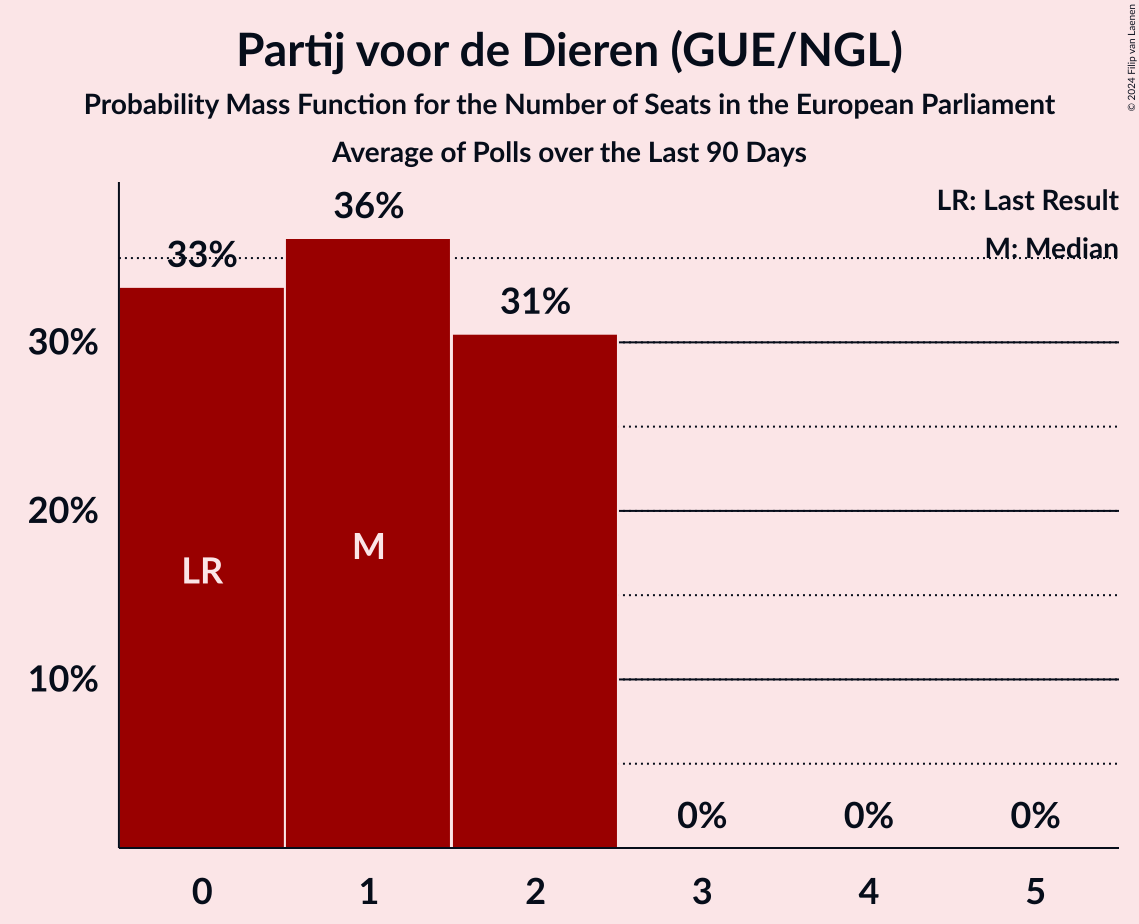 Partij voor de Dieren (GUE/NGL)
Probability Mass Function for the Number of Seats in the European Parliament
Average of Polls over the Last 90 Days
© 2024 Filip van Laenen
LR: Last Result
M: Median
36%
33%
31%
30%
20%
10%
LR
M
0%
0%
0%
0
1
2
3
4
5